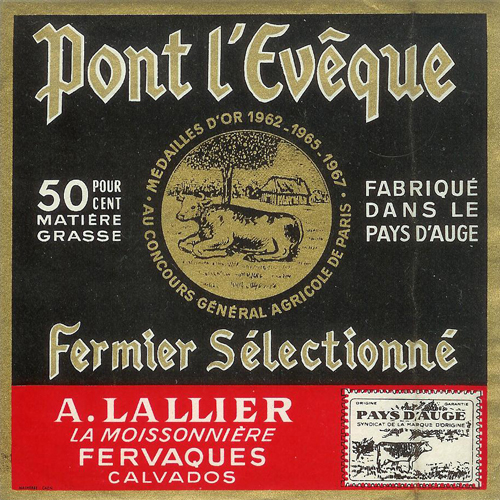 Pont l'Evêque
MÉDAILLES D'OR 1962-1965-1967
AU CONCOURS GÉNÉRAL AGRICOLE DE PARIS
50 POUR CENT
MATIÈRE
GRASSE
FABRIQUÉ
DANS LE
PAYS D'AUGE
Fermier Sélectionné
A. LALLIER
LA MOISSONNIÈRE
FERVAQUES
CALVADOS
ORIGINE GARANTIE
PAYS D'AUGE
SYNDICAT DE LA MARQUE D'ORIGINE